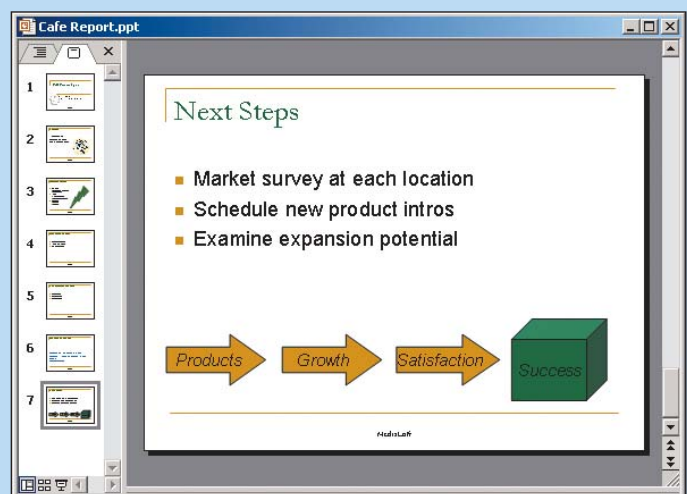 Cafe Report.ppt
1
2
3
4
5
6
7
Next Steps
Market survey at each location
Schedule new product intros
Examine expansion potential
Products Growth Satisfaction Success
MediaLoft